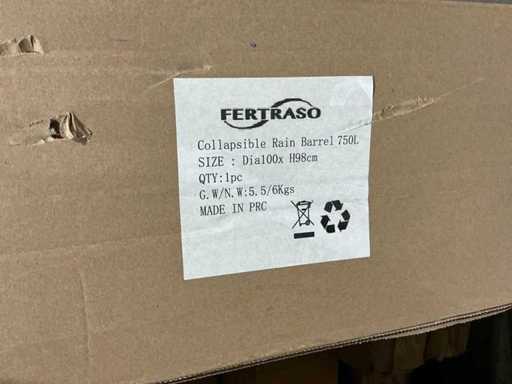 FERTRASO
Collapsible Rain Barrel 750L
SIZE : Dia100x H98cm
QTY:1pc
G.W/N.W:5.5/6Kgs
MADE IN PRC